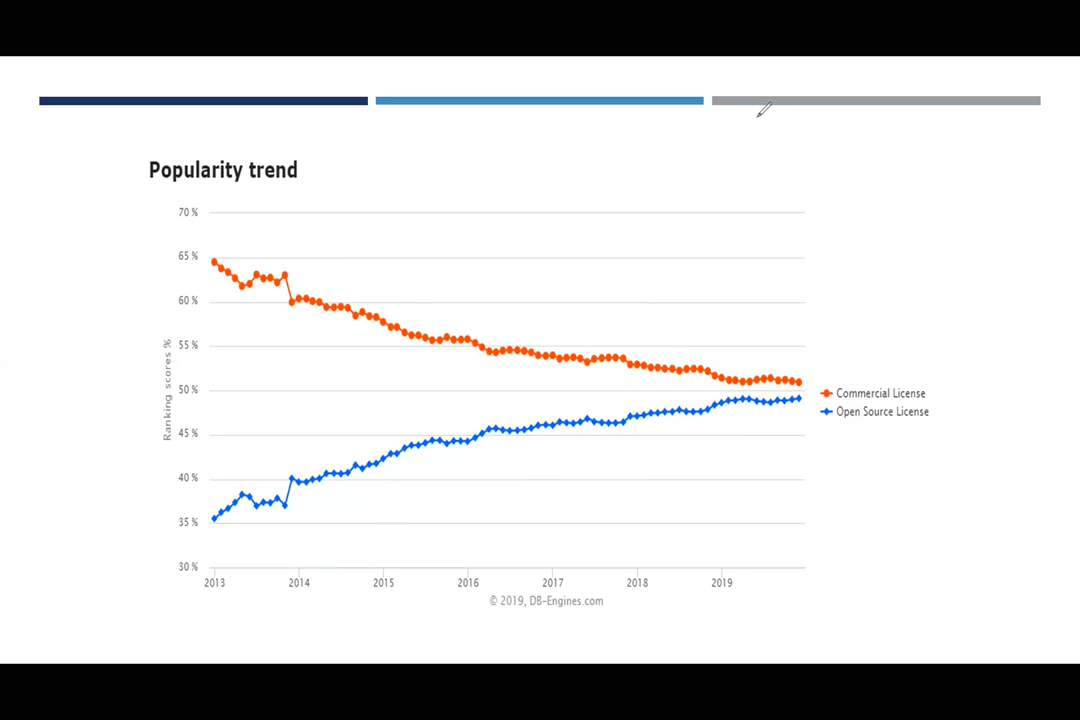 Popularity trend
70 %
65 %
60 %
55 %
50 %
45 %
40 %
35 %
30 %
Ranking scores %
Commercial License
Open Source License
2013 2014 2015 2016 2017 2018 2019
© 2019, DB-Engines.com